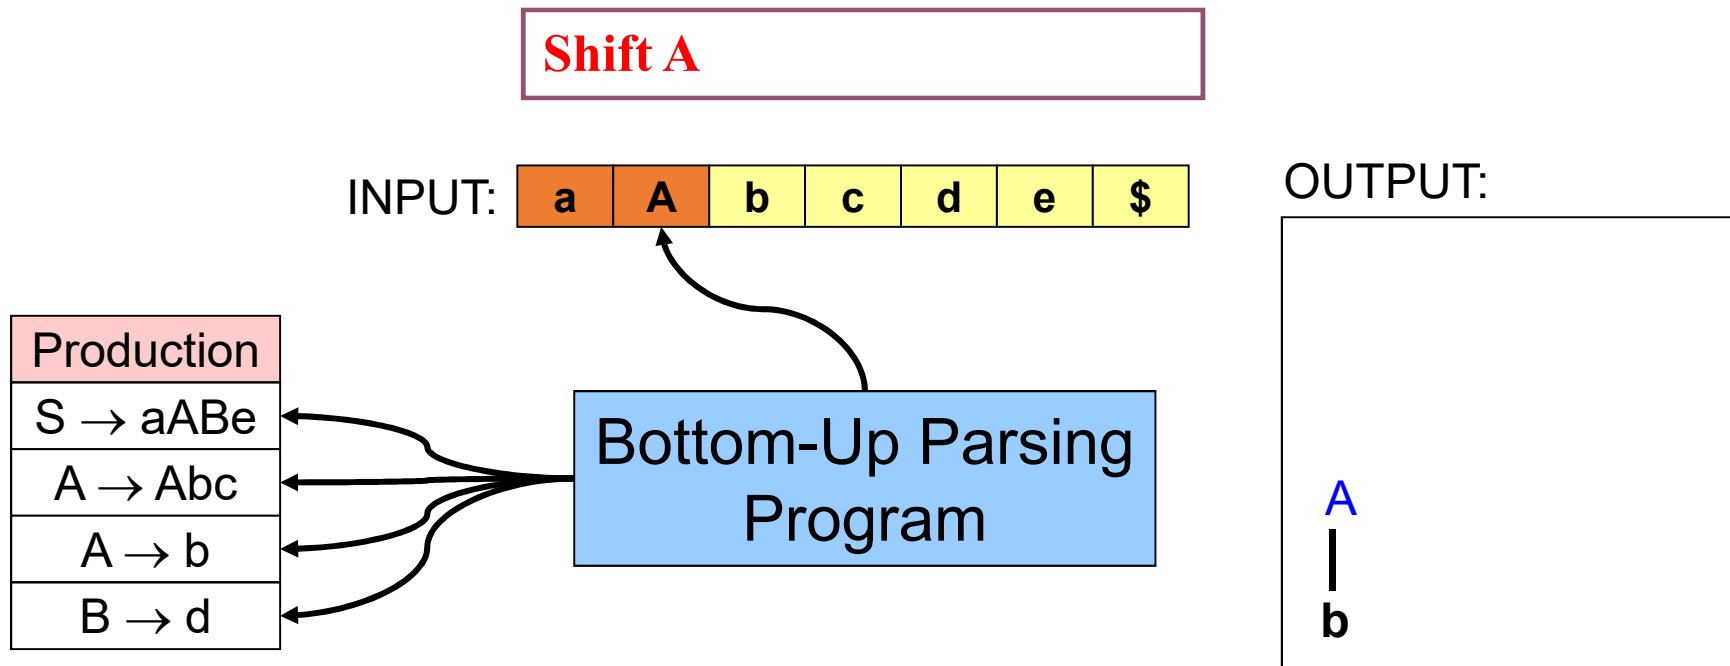 Shift A
INPUT: a A b c d e $
OUTPUT:
Production
S → aABe
A → Abc
A → b
B → d
Bottom-Up Parsing
Program
A
b